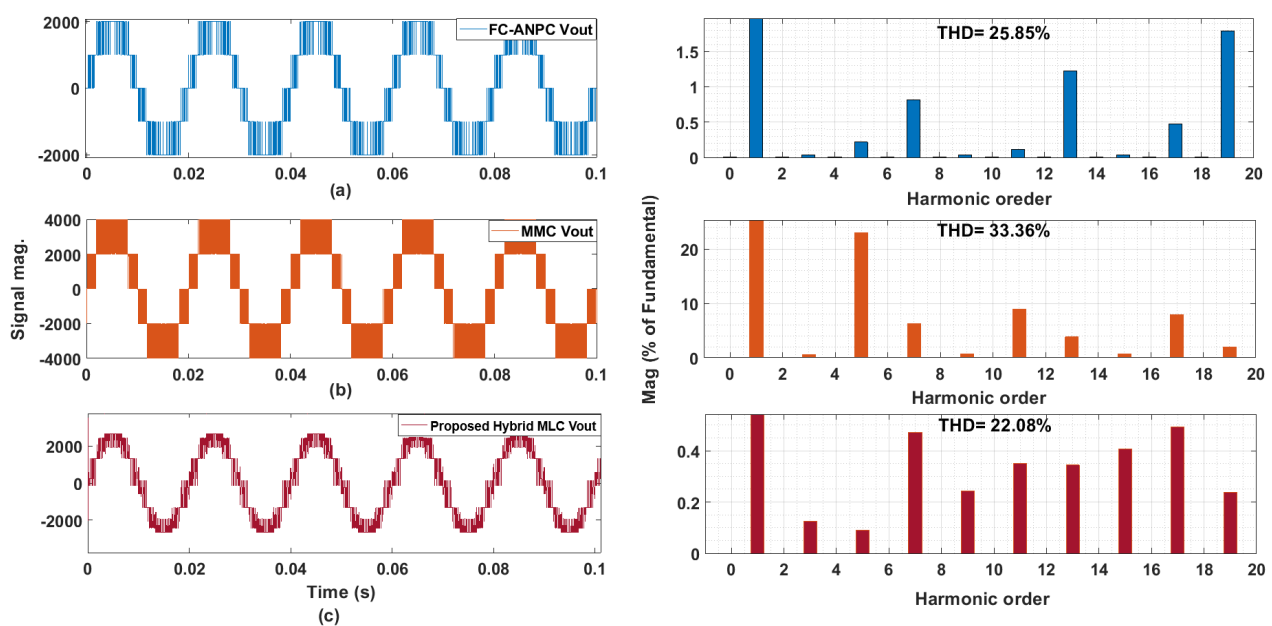 FC-ANPC Vout
2000
0
-2000
0 0.02 0.04 0.06 0.08 0.1
(a)
THD= 25.85%
1.5
1
0.5
0
0 2 4 6 8 10 12 14 16 18 20
Harmonic oreder
Signal mag.
MMC Vout
4000
2000
0
-2000
-4000
0 0.02 0.04 0.06 0.08 0.1
(b)
Mag (% of Fundamental)
THD= 33.36%
20
10
0
0 2 4 6 8 10 12 14 16 18 20
Harmonic order
Proposed Hybrid MLC Vout
2000
0
-2000
0 0.02 0.04 0.06 0.08 0.1
Time (s)
(c)
THD= 22.08%
0.4
0.2
0
0 2 4 6 8 10 12 14 16 18 20
Harmonic order